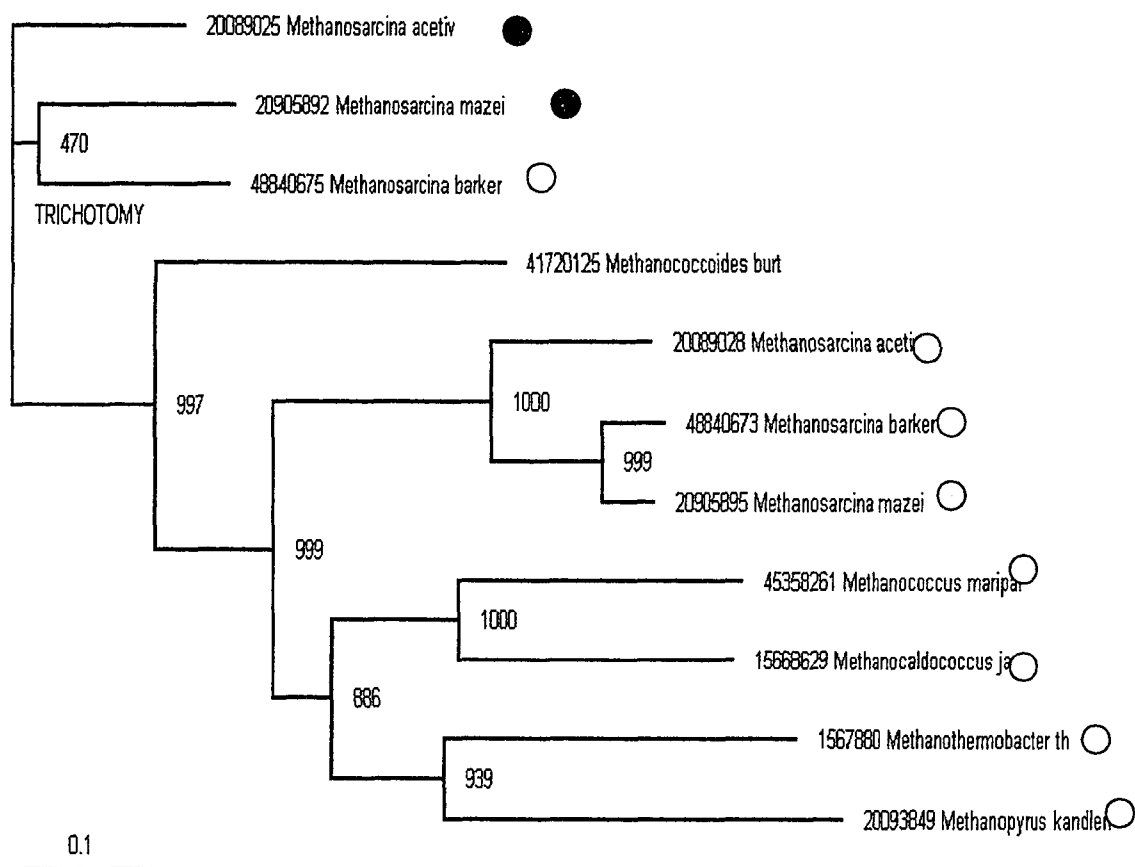 20089025 Methanosarcina acetiv
20905892 Methanosarcina mazei
470
48840675 Methanosarcina barker
TRICHOTOMY
41720125 Methanococcoides burt
20089028 Methanosarcina aceti
997
1000
48840673 Methanosarcina barker
999
20905895 Methanosarcina mazei
999
45358261 Methanococcus maripal
1000
15668629 Methanocaldococcus ja
886
1567880 Methanothermobacter th
939
20093849 Methanopyrus kandleri
0.1